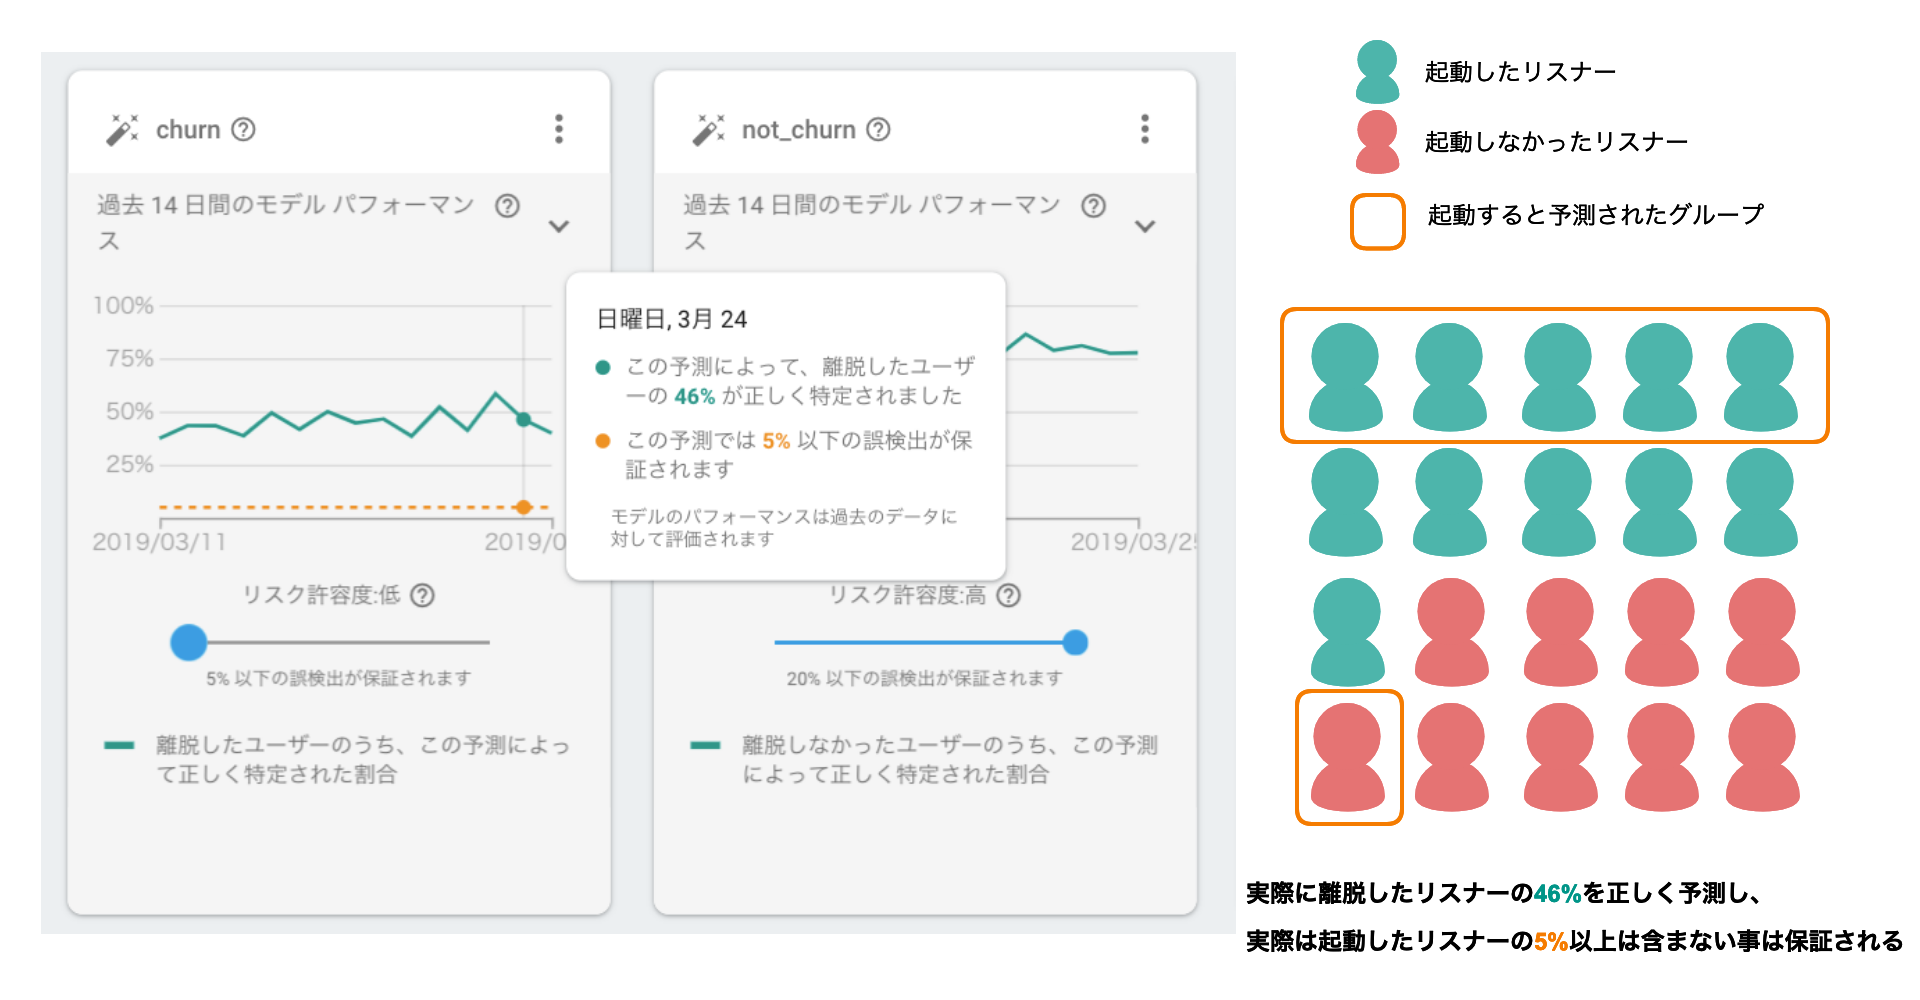 churn
過去 14 日間のモデル パフォーマン
ス
100%
75%
50%
25%
2019/03/11
2019/0
リスク許容度:低
5% 以下の誤検出が保証されます
離脱したユーザーのうち、この予測によっ
て正しく特定された割合
not_churn
過去 14 日間のモデル パフォーマン
ス
日曜日, 3月 24
この予測によって、離脱したユーザ
ーの 46% が正しく特定されました
この予測では 5% 以下の誤検出が保
証されます
モデルのパフォーマンスは過去のデータに
対して評価されます
2019/03/25
リスク許容度:高
20% 以下の誤検出が保証されます
離脱しなかったユーザーのうち、この予測
によって正しく特定された割合
起動したリスナー
起動しなかったリスナー
起動すると予測されたグループ
実際に離脱したリスナーの46%を正しく予測し、
実際は起動したリスナーの5%以上は含まない事は保証される